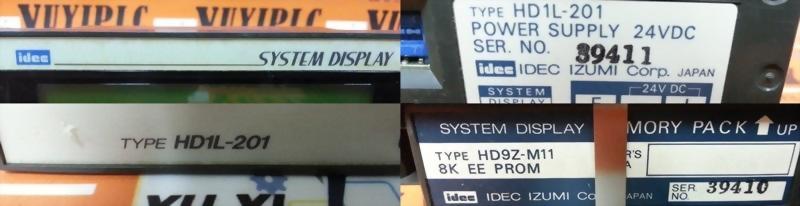 VUYIPLC
VUYIPLC
idec SYSTEM DISPLAY
TYPE HD1L-201
POWER SUPPLY 24VDC
SER. NO. 39411
idec IDEC IZUMI Corp. JAPAN
SYSTEM
DISPLAY
24V DC
TYPE HD1L-201
SYSTEM DISPLAY MORY PACK UP
TYPE HD9Z-M11
8K EE PROM
idec IDEC IZUMI Co JAPAN
SER. NO. 39410